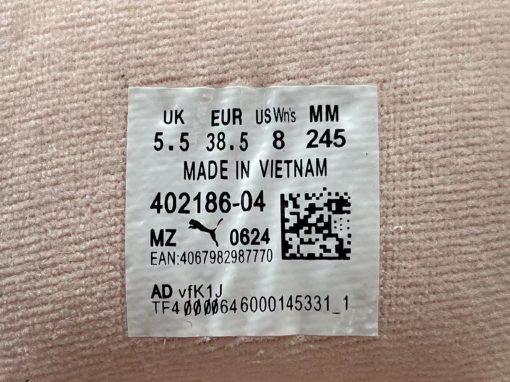 UK EUR US Wn's MM
5.5 38.5 8 245
MADE IN VIETNAM
402186-04
MZ 0624
EAN:4067982987770
AD vfK1J
TF40000646000145331_1